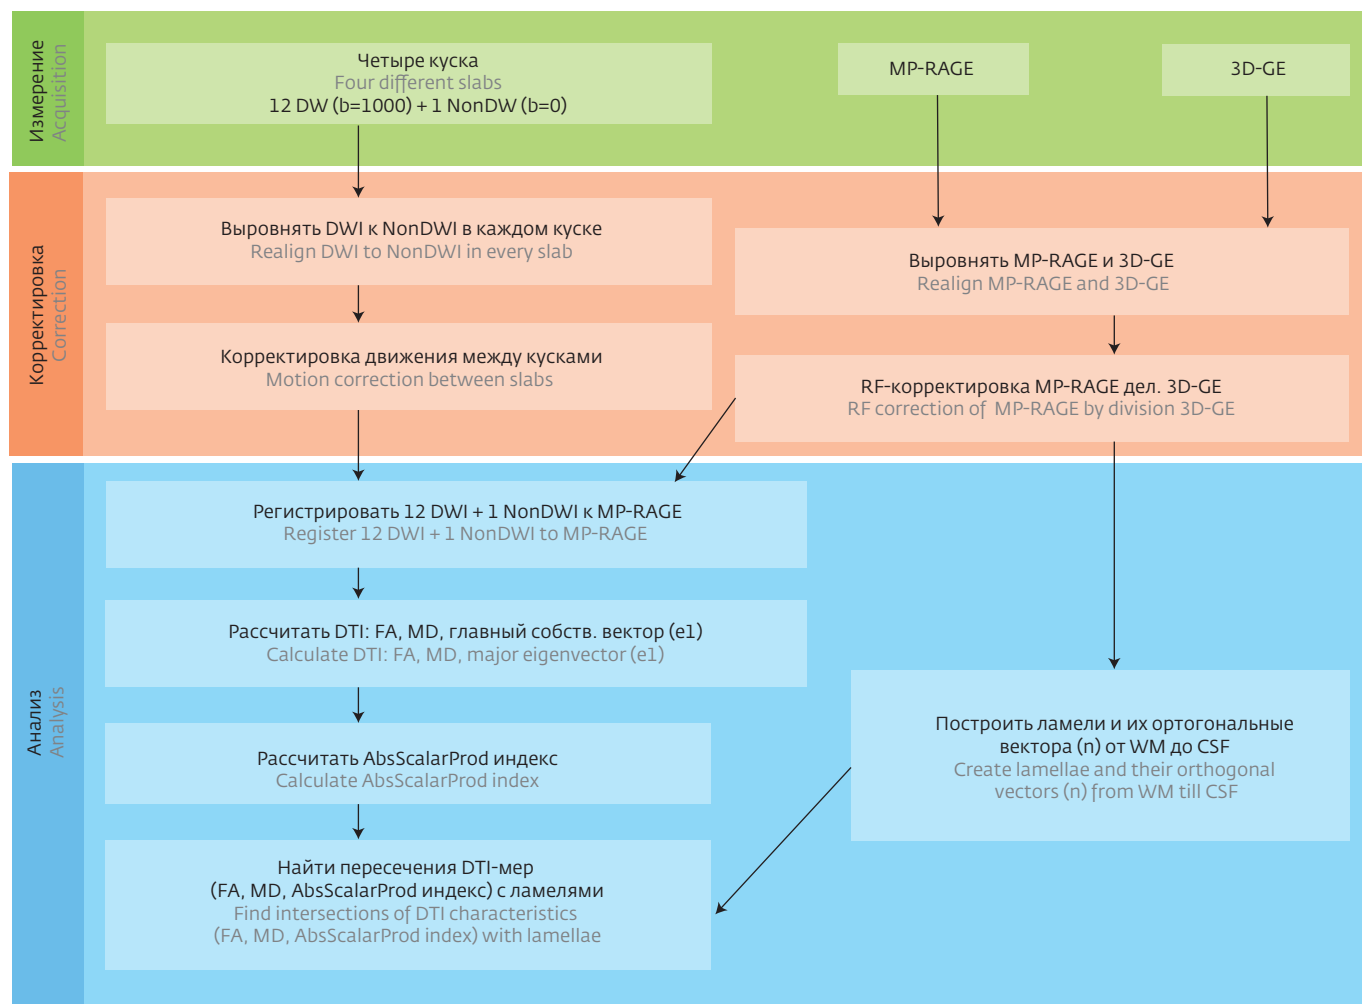 Измерение
Acquisition
Четыре куска
Four different slabs
12 DW (b=1000) + 1 NonDW (b=0)
MP-RAGE
3D-GE
Корректировка
Correction
Выровнять DWI к NonDWI в каждом куске
Realign DWI to NonDWI in every slab
Выровнять MP-RAGE и 3D-GE
Realign MP-RAGE and 3D-GE
Корректировка движения между кусками
Motion correction between slabs
RF-корректировка MP-RAGE дел. 3D-GE
RF correction of MP-RAGE by division 3D-GE
Анализ
Analysis
Регистрировать 12 DWI + 1 NonDWI к MP-RAGE
Register 12 DWI + 1 NonDWI to MP-RAGE
Рассчитать DTI: FA, MD, главный собств. вектор (e1)
Calculate DTI: FA, MD, major eigenvector (e1)
Рассчитать AbsScalarProd индекс
Calculate AbsScalarProd index
Построить ламели и их ортогональные
вектора (n) от WM до CSF
Create lamellae and their orthogonal
vectors (n) from WM till CSF
Найти пересечения DTI-мер
(FA, MD, AbsScalarProd индекс) с ламелями
Find intersections of DTI characteristics
(FA, MD, AbsScalarProd index) with lamellae